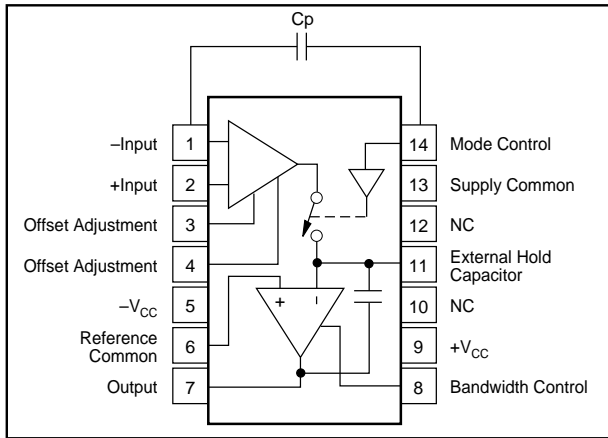 Cp
–Input 1
+Input 2
Offset Adjustment 3
Offset Adjustment 4
–VCC 5
Reference
Common 6
Output 7
14 Mode Control
13 Supply Common
12 NC
11 External Hold
Capacitor
10 NC
9 +VCC
8 Bandwidth Control
+ –